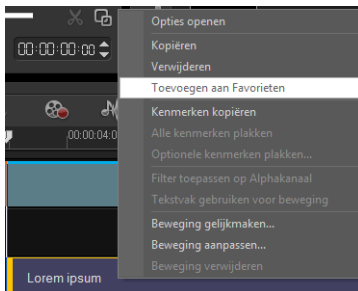 Opties openen
00:00:00:00
Kopiëren
Verwijderen
Toevoegen aan Favorieten
Kenmerken kopiëren
00:00:04:0
Alle kenmerken plakken
Optionele kenmerken plakken...
Filter toepassen op Alphakanaal
Tekstvak gebruiken voor beweging
Beweging gelijkmaken...
Beweging aanpassen...
Beweging verwijderen
Lorem ipsum